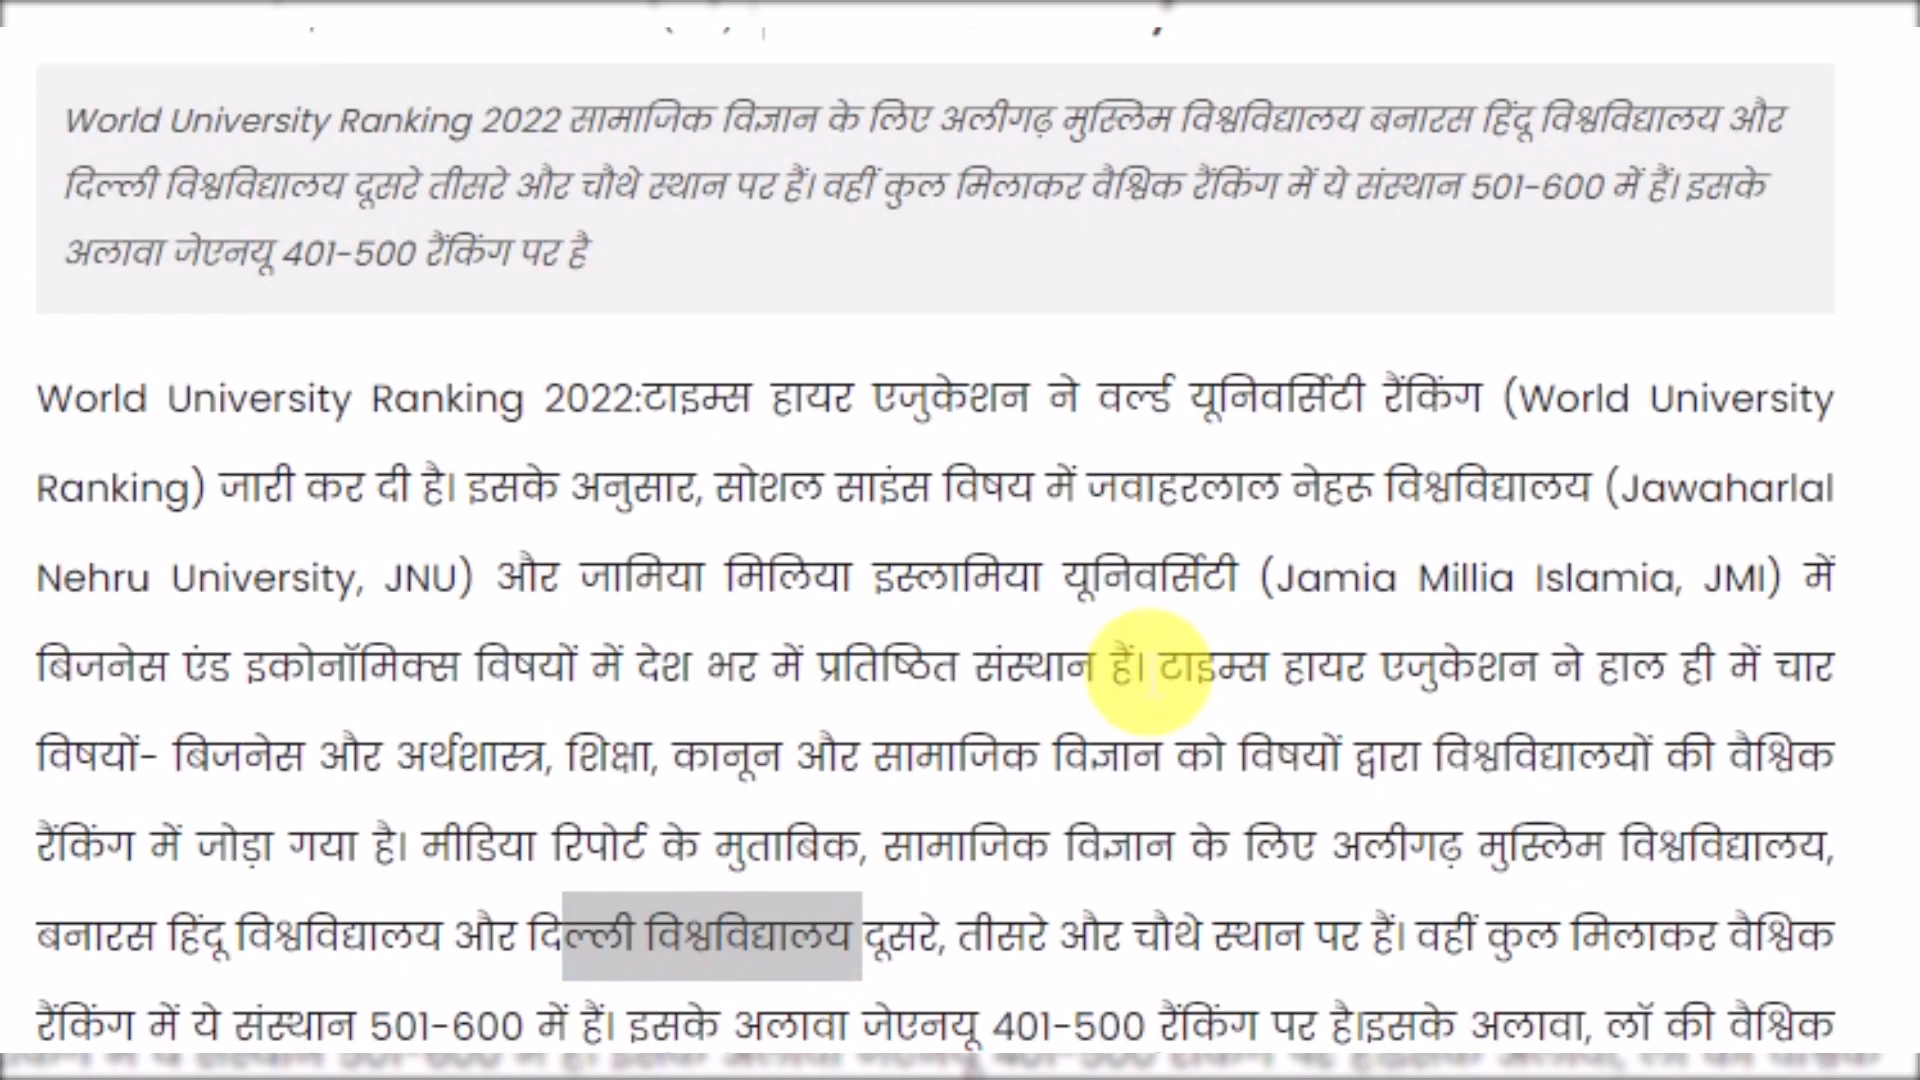 World University Ranking 2022 सामाजिक विज्ञान के लिए अलीगढ़ मुस्लिम विश्वविद्यालय बनारस हिंदू विश्वविद्यालय और
दिल्ली विश्वविद्यालय दूसरे तीसरे और चौथे स्थान पर हैं। वहीं कुल मिलाकर वैश्विक रैंकिंग में ये संस्थान 501-600 में हैं। इसके
अलावा जेएनयू 401-500 रैंकिंग पर है
World University Ranking 2022:टाइम्स हायर एजुकेशन ने वर्ल्ड यूनिवर्सिटी रैंकिंग (World University
Ranking) जारी कर दी है। इसके अनुसार, सोशल साइंस विषय में जवाहरलाल नेहरू विश्वविद्यालय (Jawaharlal
Nehru University, JNU) और जामिया मिलिया इस्लामिया यूनिवर्सिटी (Jamia Millia Islamia, JMI) में
बिजनेस एंड इकोनॉमिक्स विषयों में देश भर में प्रतिष्ठित संस्थान हैं। टाइम्स हायर एजुकेशन ने हाल ही में चार
विषयों- बिजनेस और अर्थशास्त्र, शिक्षा, कानून और सामाजिक विज्ञान को विषयों द्वारा विश्वविद्यालयों की वैश्विक
रैंकिंग में जोड़ा गया है। मीडिया रिपोर्ट के मुताबिक, सामाजिक विज्ञान के लिए अलीगढ़ मुस्लिम विश्वविद्यालय,
बनारस हिंदू विश्वविद्यालय और दिल्ली विश्वविद्यालय दूसरे, तीसरे और चौथे स्थान पर हैं। वहीं कुल मिलाकर वैश्विक
रैंकिंग में ये संस्थान 501-600 में हैं। इसके अलावा जेएनयू 401-500 रैंकिंग पर है।इसके अलावा, लॉ की वैश्विक